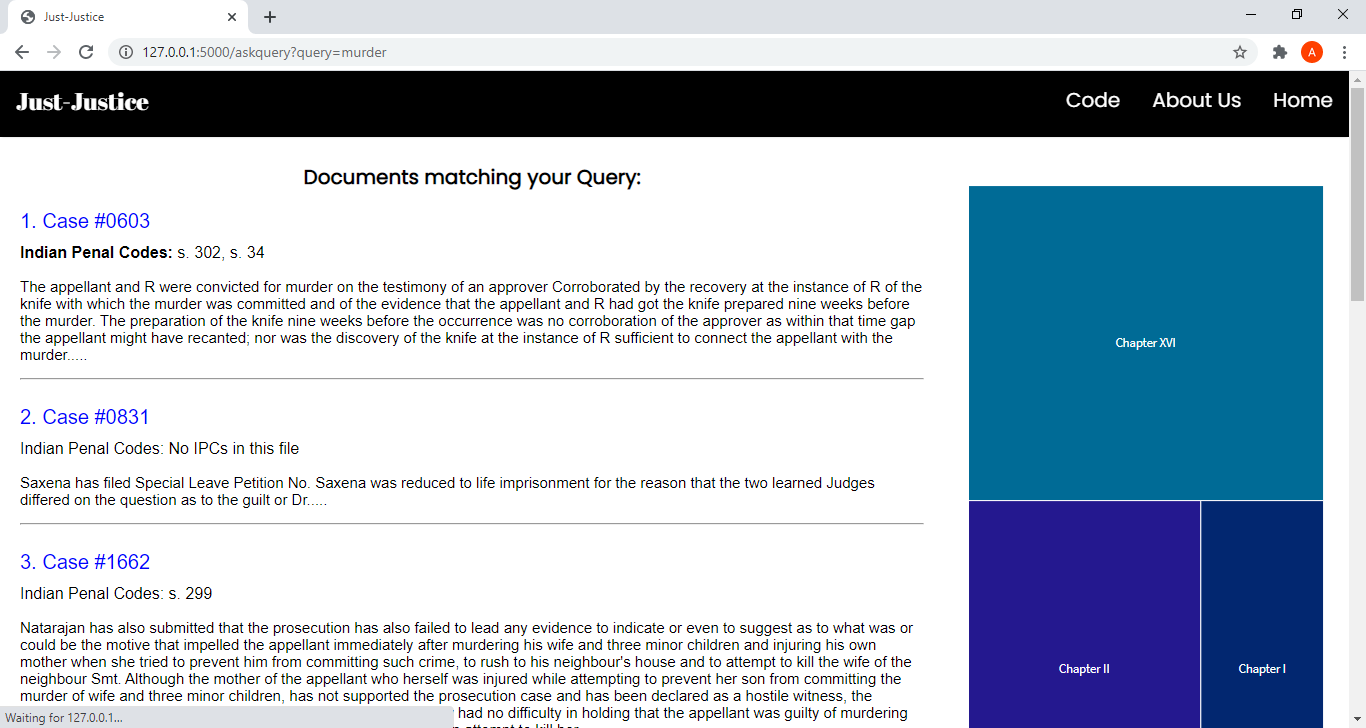 Just-Justice
127.0.0.1:5000/askquery?query=murder
A
Just-Justice
Code About Us Home
Documents matching your Query:
1. Case #0603
Indian Penal Codes: s. 302, s. 34
The appellant and R were convicted for murder on the testimony of an approver Corroborated by the recovery at the instance of R of the
knife with which the murder was committed and of the evidence that the appellant and R had got the knife prepared nine weeks before
the murder. The preparation of the knife nine weeks before the occurrence was no corroboration of the approver as within that time gap
the appellant might have recanted; nor was the discovery of the knife at the instance of R sufficient to connect the appellant with the
murder.....
2. Case #0831
Indian Penal Codes: No IPCs in this file
Saxena has filed Special Leave Petition No. Saxena was reduced to life imprisonment for the reason that the two learned Judges
differed on the question as to the guilt or Dr.....
3. Case #1662
Indian Penal Codes: s. 299
Natarajan has also submitted that the prosecution has also failed to lead any evidence to indicate or even to suggest as to what was or
could be the motive that impelled the appellant immediately after murdering his wife and three minor children and injuring his own
mother when she tried to prevent him from committing such crime, to rush to his neighbour's house and to attempt to kill the wife of the
neighbour Smt. Although the mother of the appellant who herself was injured while attempting to prevent her son from committing the
murder of wife and three minor children, has not supported the prosecution case and has been declared as a hostile witness, the
had no difficulty in holding that the appellant was guilty of murdering
Chapter XVI
Chapter II
Chapter I
Waiting for 127.0.0.1...